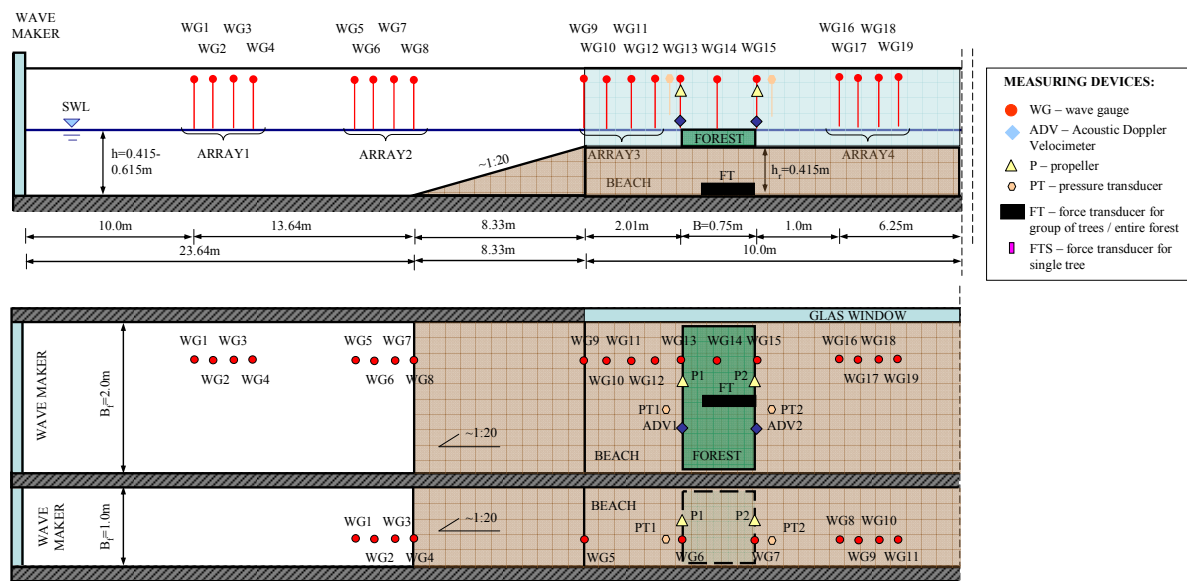 WAVE
MAKER
WG1 WG3
WG2 WG4
WG5 WG7
WG6 WG8
WG9 WG11
WG10 WG12 WG13 WG14 WG15
WG16 WG18
WG17 WG19
SWL
h=0.415-
0.615m
ARRAY1
ARRAY2
~1:20
ARRAY3
FOREST
ARRAY4
BEACH
FT
hr=0.415m
10.0m
13.64m
8.33m
2.01m
B=0.75m
1.0m
6.25m
23.64m
8.33m
10.0m
MEASURING DEVICES:
WG – wave gauge
ADV – Acoustic Doppler
Velocimeter
P – propeller
PT – pressure transducer
FT – force transducer for
group of trees / entire forest
FTS – force transducer for
single tree
GLAS WINDOW
WAVE MAKER
Bf=2.0m
WG1 WG3
WG2 WG4
WG5 WG7
WG6 WG8
WG9 WG11 WG13 WG14 WG15
WG10 WG12
WG16 WG18
WG17 WG19
P1
P2
FT
PT1
PT2
ADV1
ADV2
~1:20
BEACH
FOREST
WAVE
MAKER
Bf=1.0m
WG1 WG3
WG2 WG4
~1:20
BEACH
WG5
PT1
P1
P2
PT2
WG6
WG7
WG8 WG10
WG9 WG11